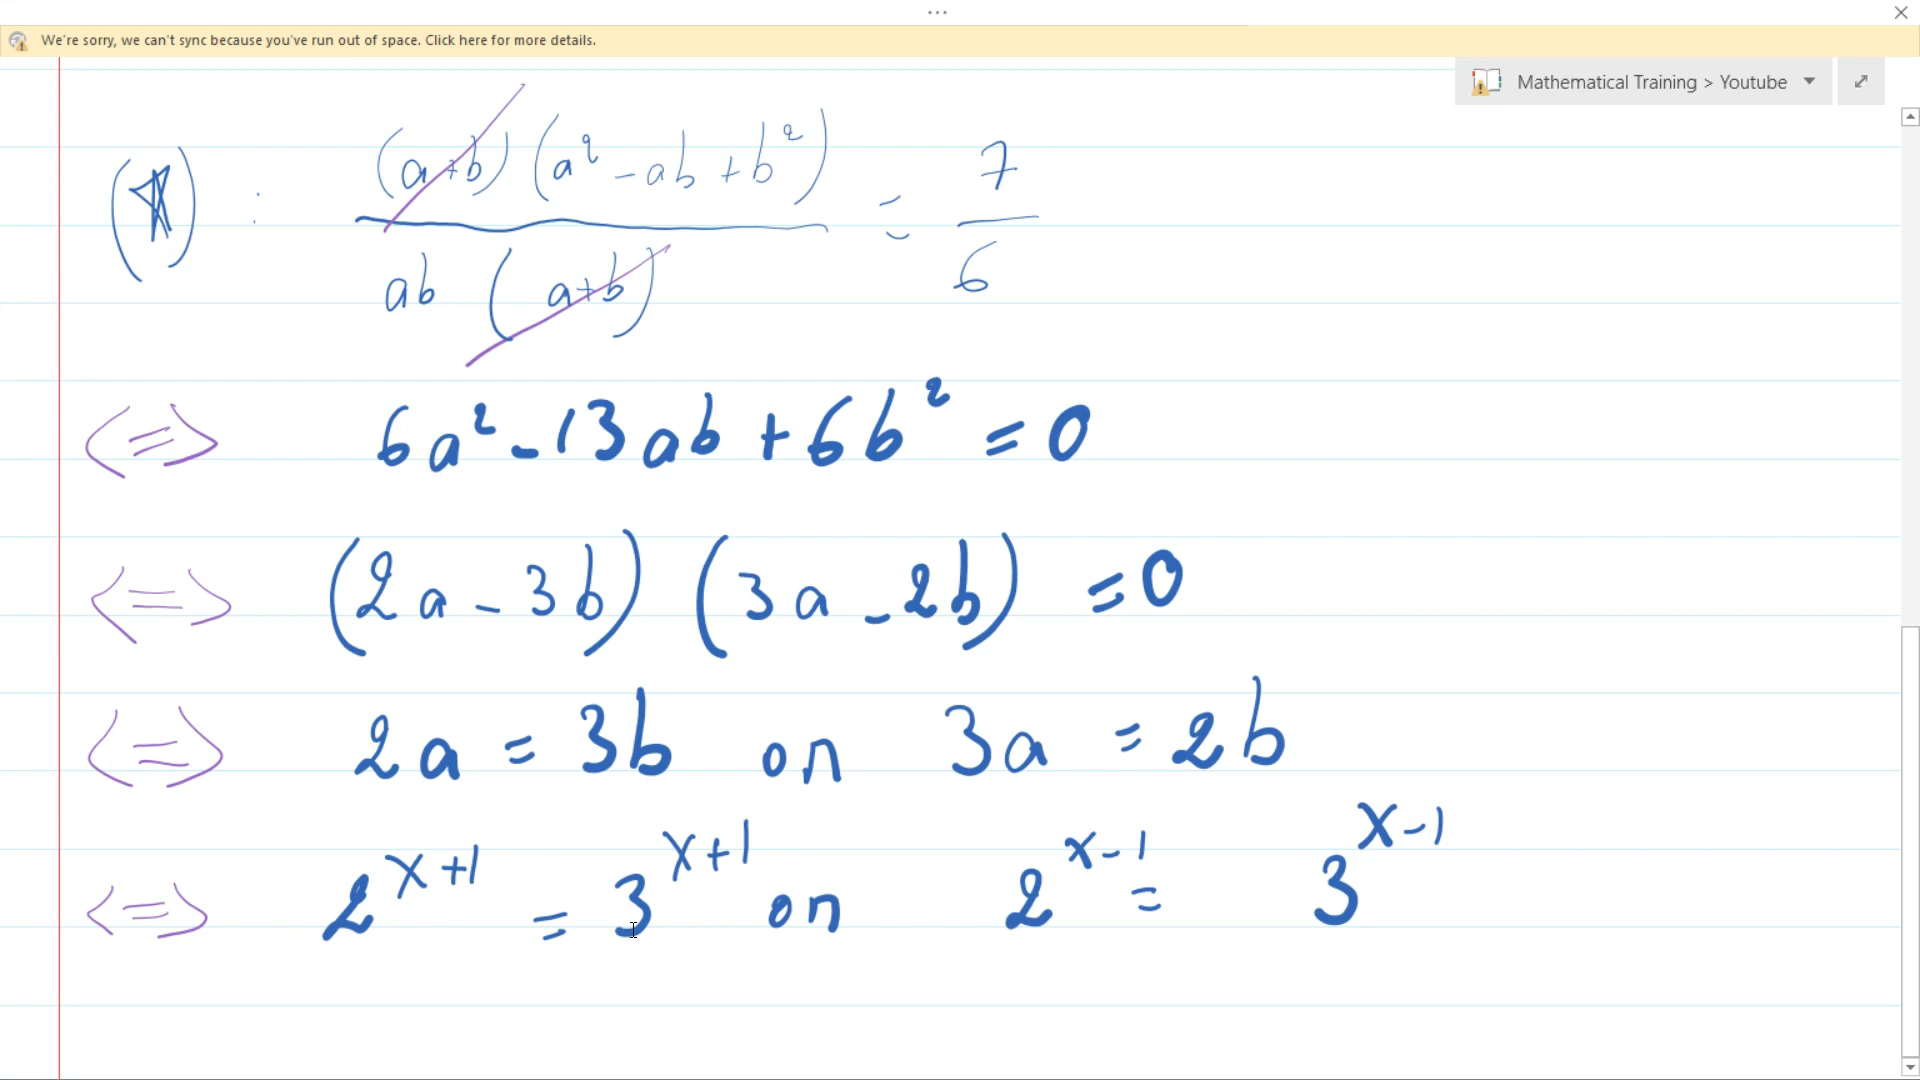 We're sorry, we can't sync because you've run out of space. Click here for more details.
Mathematical Training > Youtube
(★) : (a+b)(a² - ab + b²) / ab (a+b) = 7/6
<=> 6a² - 13ab + 6b² = 0
<=> (2a - 3b) (3a - 2b) = 0
<=> 2a = 3b or 3a = 2b
<=> 2^(x+1) = 3^(x+1) or 2^(x-1) = 3^(x-1)